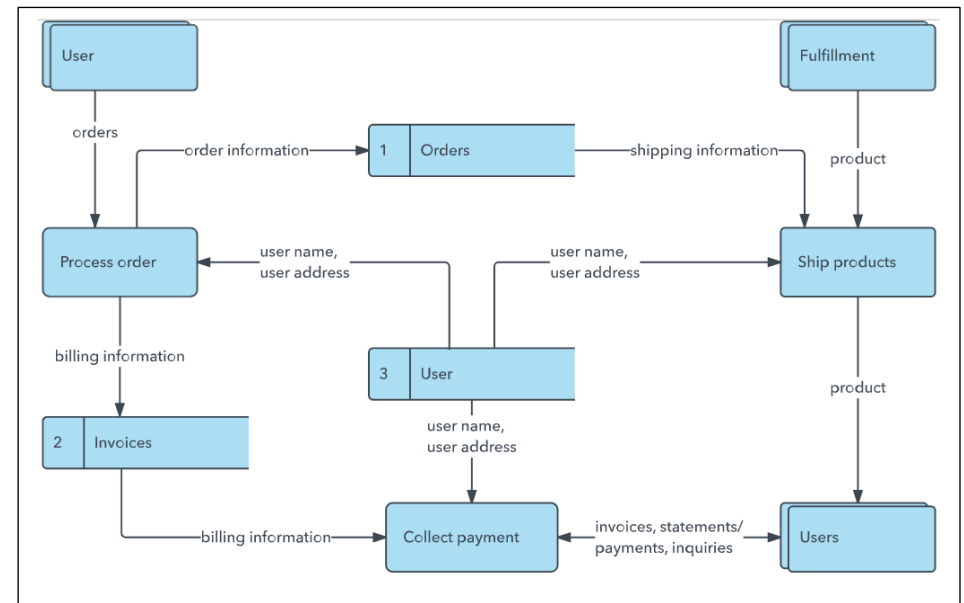 User
Fulfillment
orders
order information
1 Orders
shipping information
product
Process order
user name,
user address
user name,
user address
Ship products
billing information
3 User
product
user name,
user address
2 Invoices
billing information
Collect payment
invoices, statements/
payments, inquiries
Users